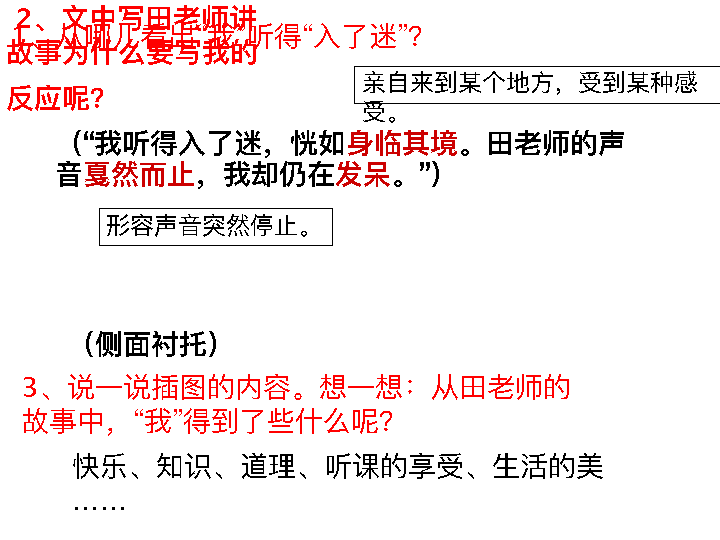 2、文中写田老师讲
1、从哪儿看出“我”听得“入了迷”？
故事为什么要写我的
反应呢？
亲自来到某个地方，受到某种感
受。
（“我听得入了迷，恍如身临其境。田老师的声
音戛然而止，我却仍在发呆。”）
形容声音突然停止。
（侧面衬托）
3、说一说插图的内容。想一想：从田老师的
故事中，“我”得到了些什么呢？
快乐、知识、道理、听课的享受、生活的美
……